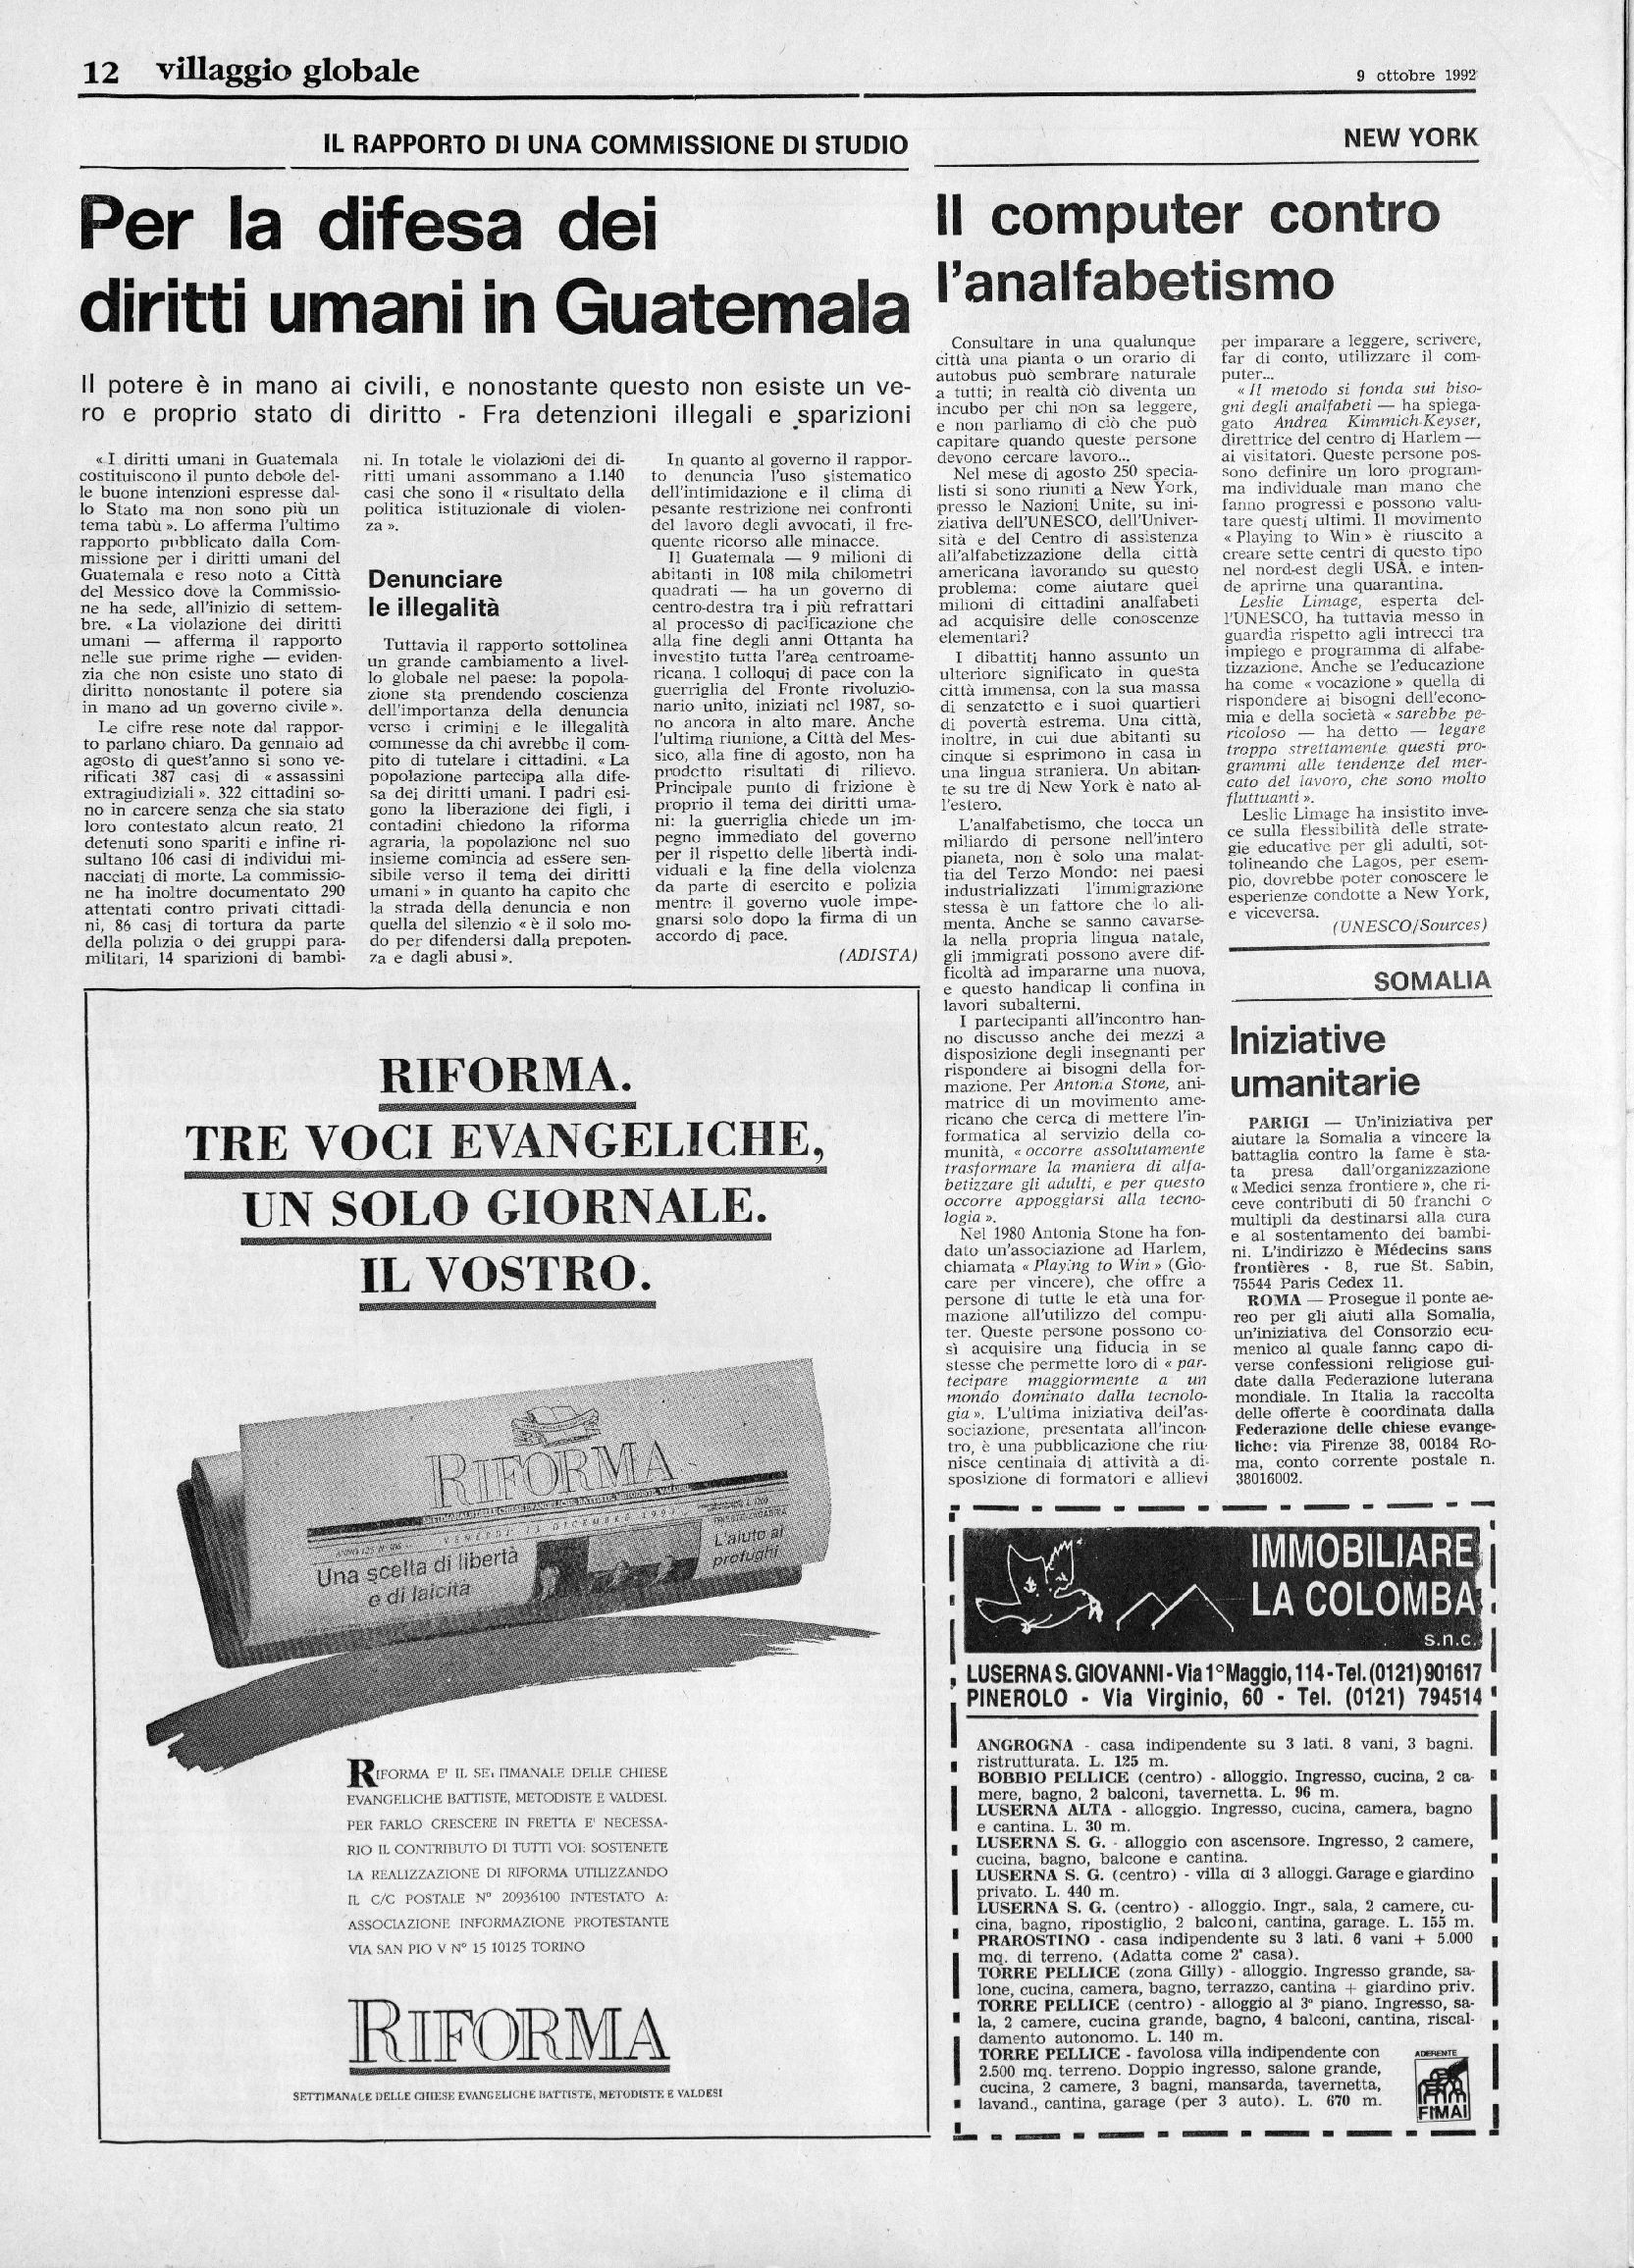 12 villaggio globale
9 ottobre 1992
IL RAPPORTO DI UNA COMMISSIONE DI STUDIO
Per la difesa dei
diritti umani in Guatemala
Il potere è in mano ai civili, e nonostante questo non esiste un ve-
ro e proprio stato di diritto - Fra detenzioni illegali e sparizioni
« I diritti umani in Guatemala
costituiscono il punto debole del-
le buone intenzioni espresse dal-
lo Stato ma non sono più un
tema tabù ». Lo afferma l'ultimo
rapporto pubblicato dalla Com-
missione per i diritti umani del
Guatemala e reso noto a Città
del Messico dove la Commissio-
ne ha sede, all'inizio di settem-
bre. « La violazione dei diritti
umani — afferma il rapporto
nelle sue prime righe — eviden-
zia che non esiste uno stato di
diritto nonostante il potere sia
in mano ad un governo civile ».
Le cifre rese note dal rappor-
to parlano chiaro. Da gennaio ad
agosto di quest'anno si sono ve-
rificati 387 casi di « assassini
extragiudiziali ». 322 cittadini so-
no in carcere senza che sia stato
loro contestato alcun reato. 21
detenuti sono spariti e infine ri-
sultano 106 casi di individui mi-
nacciati di morte. La commissio-
ne ha inoltre documentato 290
attentati contro privati cittadi-
ni, 86 casi di tortura da parte
della polizia o dei gruppi para-
militari, 14 sparizioni di bambi-
ni. In totale le violazioni dei di-
ritti umani assommano a 1.140
casi che sono il « risultato della
politica istituzionale di violen-
za ».
Denunciare
le illegalità
Tuttavia il rapporto sottolinea
un grande cambiamento a livel-
lo globale nel paese: la popola-
zione sta prendendo coscienza
dell'importanza della denuncia
verso i crimini e le illegalità
commesse da chi avrebbe il com-
pito di tutelare i cittadini. « La
popolazione partecipa alla dife-
sa dei diritti umani. I padri esi-
gono la liberazione dei figli, i
contadini chiedono la riforma
agraria, la popolazione nel suo
insieme comincia ad essere sen-
sibile verso il tema dei diritti
umani » in quanto ha capito che
la strada della denuncia e non
quella del silenzio « è il solo mo-
do per difendersi dalla prepoten-
za e dagli abusi ».
In quanto al governo il rappor-
to denuncia l'uso sistematico
dell'intimidazione e il clima di
pesante restrizione nei confronti
del lavoro degli avvocati, il fre-
quente ricorso alle minacce.
Il Guatemala — 9 milioni di
abitanti in 108 mila chilometri
quadrati — ha un governo di
centro-destra tra i più refrattari
al processo di pacificazione che
alla fine degli anni Ottanta ha
investito tutta l'area centroame-
ricana. I colloqui di pace con la
guerriglia del Fronte rivoluzio-
nario unito, iniziati nel 1987, so-
no ancora in alto mare. Anche
l'ultima riunione, a Città del Mes-
sico, alla fine di agosto, non ha
prodotto risultati di rilievo.
Principale punto di frizione è
proprio il tema dei diritti uma-
ni: la guerriglia chiede un im-
pegno immediato del governo
per il rispetto delle libertà indi-
viduali e la fine della violenza
da parte di esercito e polizia
mentre il governo vuole impe-
gnarsi solo dopo la firma di un
accordo di pace.
(ADISTA)
NEW YORK
Il computer contro
l'analfabetismo
Consultare in una qualunque
città una pianta o un orario di
autobus può sembrare naturale
a tutti; in realtà ciò diventa un
incubo per chi non sa leggere,
e non parliamo di ciò che può
capitare quando queste persone
devono cercare lavoro...
Nel mese di agosto 250 specia-
listi si sono riuniti a New York,
presso le Nazioni Unite, su ini-
ziativa dell'UNESCO, dell'Univer-
sità e del Centro di assistenza
all'alfabetizzazione della città
americana lavorando su questo
problema: come aiutare quei
milioni di cittadini analfabeti
ad acquisire delle conoscenze
elementari?
I dibattiti hanno assunto un
ulteriore significato in questa
città immensa, con la sua massa
di senzatetto e i suoi quartieri
di povertà estrema. Una città,
inoltre, in cui due abitanti su
cinque si esprimono in casa in
una lingua straniera. Un abitan-
te su tre di New York è nato al-
l'estero.
L'analfabetismo, che tocca un
miliardo di persone nell'intero
pianeta, non è solo una malat-
tia del Terzo Mondo: nei paesi
industrializzati l'immigrazione
stessa è un fattore che lo ali-
menta. Anche se sanno cavarse-
la nella propria lingua natale,
gli immigrati possono avere dif-
ficoltà ad impararne una nuova,
e questo handicap li confina in
lavori subalterni.
I partecipanti all'incontro han-
no discusso anche dei mezzi a
disposizione degli insegnanti per
rispondere ai bisogni della for-
mazione. Per Antonia Stone, ani-
matrice di un movimento ame-
ricano che cerca di mettere l'in-
formatica al servizio della co-
munità, « occorre assolutamente
trasformare la maniera di alfa-
betizzare gli adulti, e per questo
occorre appoggiarsi alla tecno-
logia ».
Nel 1980 Antonia Stone ha fon-
dato un'associazione ad Harlem,
chiamata « Playing to Win » (Gio-
care per vincere), che offre a
persone di tutte le età una for-
mazione all'utilizzo del compu-
ter. Queste persone possono co-
sì acquisire una fiducia in se
stesse che permette loro di « par-
tecipare maggiormente a un
mondo dominato dalla tecnolo-
gia ». L'ultima iniziativa dell'as-
sociazione, presentata all'incon-
tro, è una pubblicazione che riu-
nisce centinaia di attività a di-
sposizione di formatori e allievi
per imparare a leggere, scrivere,
far di conto, utilizzare il com-
puter...
« Il metodo si fonda sui biso-
gni degli analfabeti — ha spiega-
gato Andrea Kimmich-Keyser,
direttrice del centro di Harlem —
ai visitatori. Queste persone pos-
sono definire un loro program-
ma individuale man mano che
fanno progressi e possono valu-
tare questi ultimi. Il movimento
« Playing to Win » è riuscito a
creare sette centri di questo tipo
nel nord-est degli USA. e inten-
de aprirne una quarantina.
Leslie Limage, esperta del-
l'UNESCO, ha tuttavia messo in
guardia rispetto agli intrecci tra
impiego e programma di alfabe-
tizzazione. Anche se l'educazione
ha come « vocazione » quella di
rispondere ai bisogni dell'econo-
mia e della società « sarebbe pe-
ricoloso — ha detto — legare
troppo strettamente questi pro-
grammi alle tendenze del mer-
cato del lavoro, che sono molto
fluttuanti ».
Leslie Limage ha insistito inve-
ce sulla flessibilità delle strate-
gie educative per gli adulti, sot-
tolineando che Lagos, per esem-
pio, dovrebbe poter conoscere le
esperienze condotte a New York,
e viceversa.
(UNESCO/Sources)
SOMALIA
Iniziative
umanitarie
PARIGI — Un'iniziativa per
aiutare la Somalia a vincere la
battaglia contro la fame è sta-
ta presa dall'organizzazione
« Medici senza frontiere », che ri-
ceve contributi di 50 franchi o
multipli da destinarsi alla cura
e al sostentamento dei bambi-
ni. L'indirizzo è Médecins sans
frontières - 8, rue St. Sabin,
75544 Paris Cedex 11.
ROMA — Prosegue il ponte ae-
reo per gli aiuti alla Somalia,
un'iniziativa del Consorzio ecu-
menico al quale fanno capo di-
verse confessioni religiose gui-
date dalla Federazione luterana
mondiale. In Italia la raccolta
delle offerte è coordinata dalla
Federazione delle chiese evange-
liche: via Firenze 38, 00184 Ro-
ma, conto corrente postale n.
38016002.
RIFORMA.
TRE VOCI EVANGELICHE,
UN SOLO GIORNALE.
IL VOSTRO.
RIFORMA
SETTIMANALE DELLE CHIESE EVANGELICHE BATTISTE, METODISTE, VALDESI
VENERDI 13 DICEMBRE
Una scelta di libertà
e di laicità
L'aiuto ai
profughi
RIFORMA E' IL SETTIMANALE DELLE CHIESE
EVANGELICHE BATTISTE, METODISTE E VALDESI.
PER FARLO CRESCERE IN FRETTA E' NECESSA-
RIO IL CONTRIBUTO DI TUTTI VOI: SOSTENETE
LA REALIZZAZIONE DI RIFORMA UTILIZZANDO
IL C/C POSTALE N° 20936100 INTESTATO A:
ASSOCIAZIONE INFORMAZIONE PROTESTANTE
VIA SAN PIO V N° 15 10125 TORINO
RIFORMA
SETTIMANALE DELLE CHIESE EVANGELICHE BATTISTE, METODISTE E VALDESI
IMMOBILIARE
LA COLOMBA
s.n.c.
LUSERNA S. GIOVANNI - Via 1° Maggio, 114 - Tel. (0121) 901617
PINEROLO - Via Virginio, 60 - Tel. (0121) 794514
ANGROGNA - casa indipendente su 3 lati. 8 vani, 3 bagni.
ristrutturata. L. 125 m.
BOBBIO PELLICE (centro) - alloggio. Ingresso, cucina, 2 ca-
mere, bagno, 2 balconi, tavernetta. L. 96 m.
LUSERNA ALTA - alloggio. Ingresso, cucina, camera, bagno
e cantina. L. 30 m.
LUSERNA S. G. - alloggio con ascensore. Ingresso, 2 camere,
cucina, bagno, balcone e cantina.
LUSERNA S. G. (centro) - villa di 3 alloggi. Garage e giardino
privato. L. 440 m.
LUSERNA S. G. (centro) - alloggio. Ingr., sala, 2 camere, cu-
cina, bagno, ripostiglio, 2 balconi, cantina, garage. L. 155 m.
PRAROSTINO - casa indipendente su 3 lati. 6 vani + 5.000
mq. di terreno. (Adatta come 2ª casa).
TORRE PELLICE (zona Gilly) - alloggio. Ingresso grande, sa-
lone, cucina, camera, bagno, terrazzo, cantina + giardino priv.
TORRE PELLICE (centro) - alloggio al 3° piano. Ingresso, sa-
la, 2 camere, cucina grande, bagno, 4 balconi, cantina, riscal-
damento autonomo. L. 140 m.
TORRE PELLICE - favolosa villa indipendente con
2.500 mq. terreno. Doppio ingresso, salone grande,
cucina, 2 camere, 3 bagni, mansarda, tavernetta,
lavand., cantina, garage (per 3 auto). L. 670 m.
ADERENTE
FIMAI